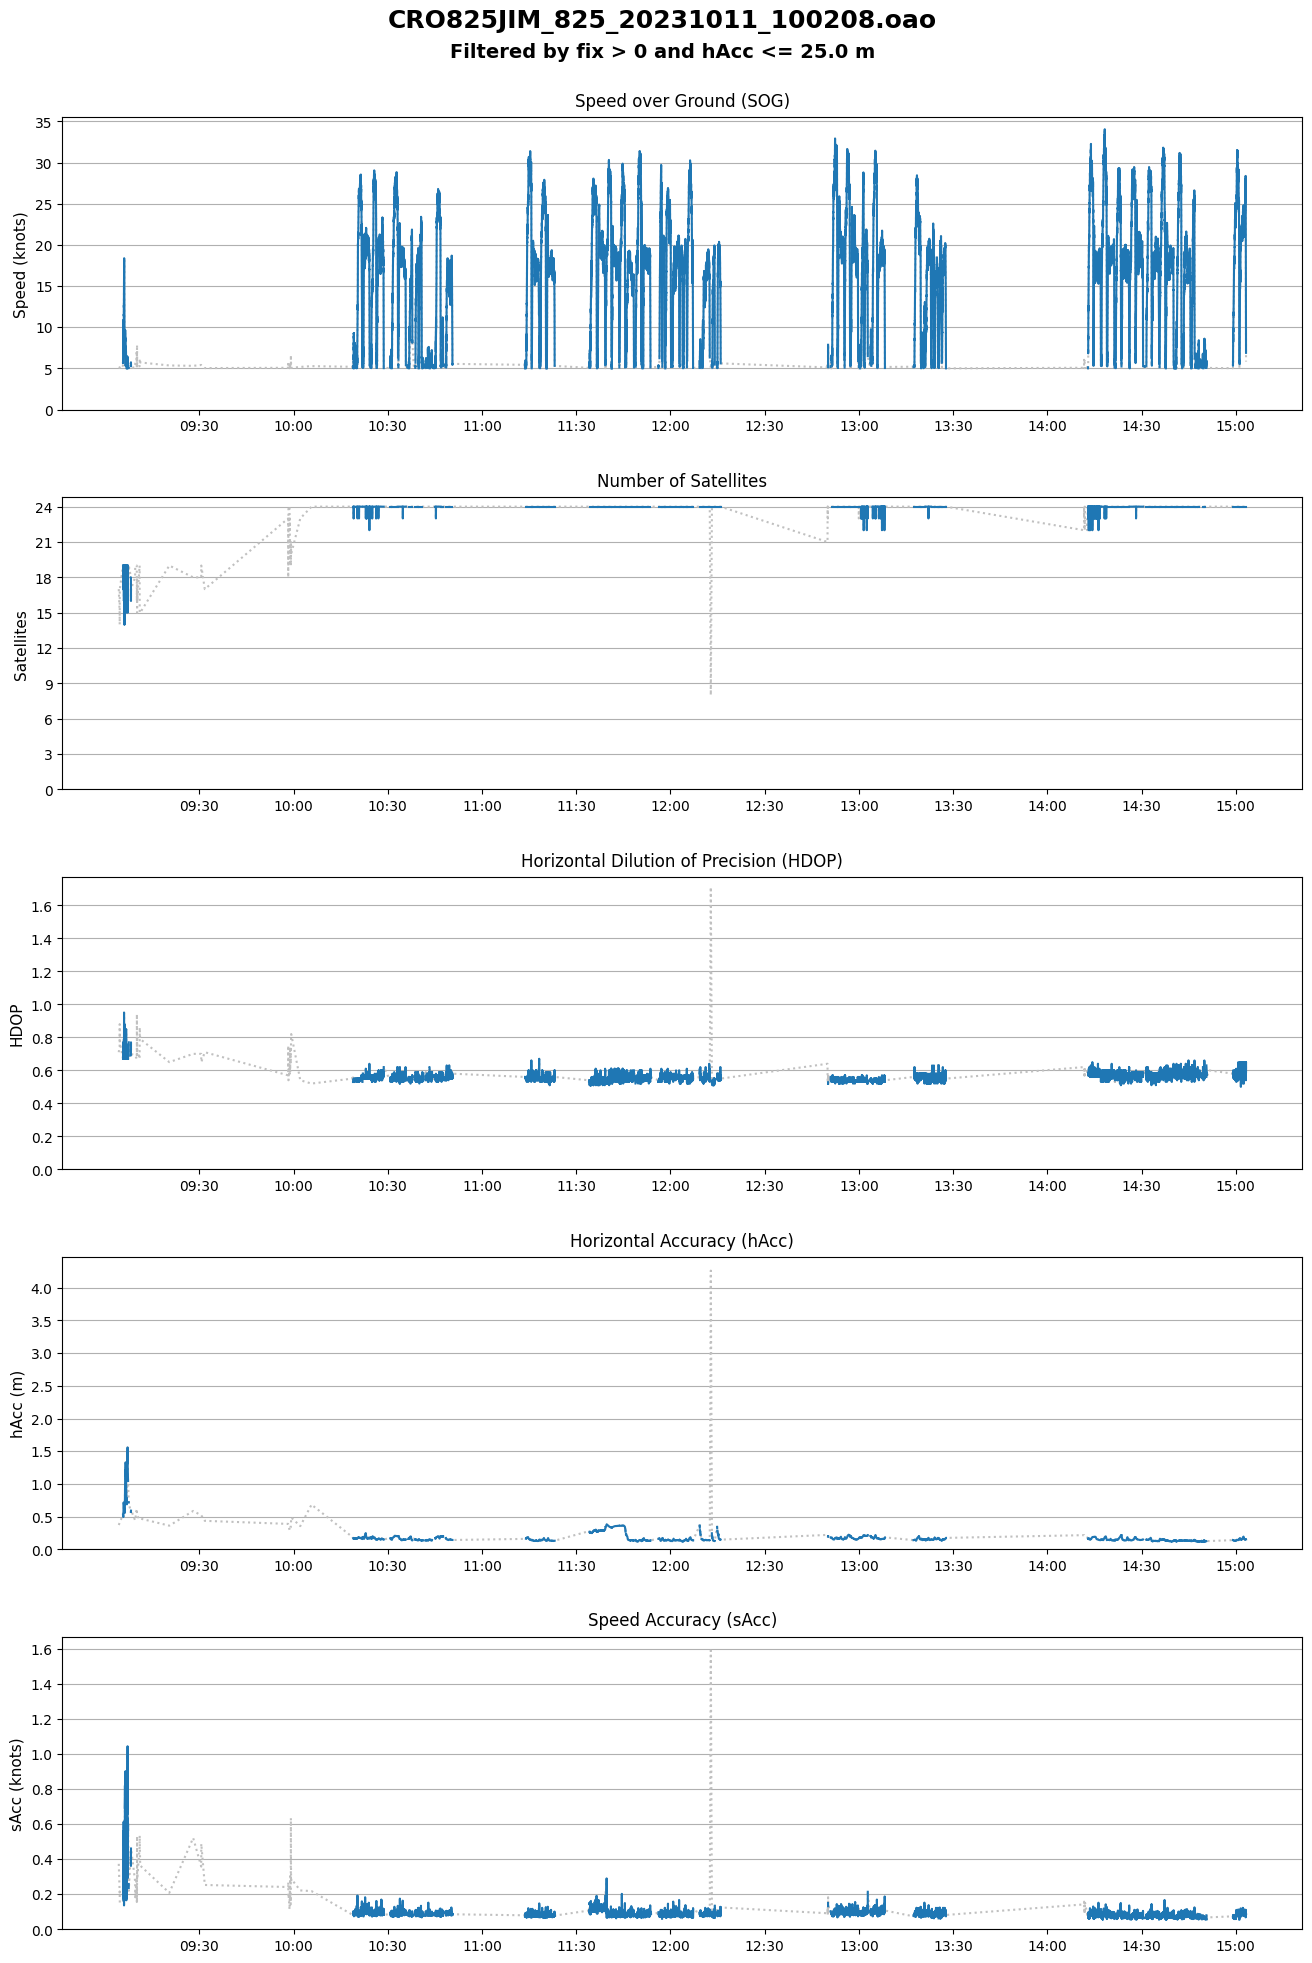 CRO825JIM_825_20231011_100208.oao
Filtered by fix > 0 and hAcc <= 25.0 m
Speed over Ground (SOG)
35
30
25
20
15
10
5
0
Speed (knots)
09:30 10:00 10:30 11:00 11:30 12:00 12:30 13:00 13:30 14:00 14:30 15:00
Number of Satellites
24
21
18
15
12
9
6
3
0
Satellites
09:30 10:00 10:30 11:00 11:30 12:00 12:30 13:00 13:30 14:00 14:30 15:00
Horizontal Dilution of Precision (HDOP)
1.6
1.4
1.2
1.0
0.8
0.6
0.4
0.2
0.0
HDOP
09:30 10:00 10:30 11:00 11:30 12:00 12:30 13:00 13:30 14:00 14:30 15:00
Horizontal Accuracy (hAcc)
4.0
3.5
3.0
2.5
2.0
1.5
1.0
0.5
0.0
hAcc (m)
09:30 10:00 10:30 11:00 11:30 12:00 12:30 13:00 13:30 14:00 14:30 15:00
Speed Accuracy (sAcc)
1.6
1.4
1.2
1.0
0.8
0.6
0.4
0.2
0.0
sAcc (knots)
09:30 10:00 10:30 11:00 11:30 12:00 12:30 13:00 13:30 14:00 14:30 15:00